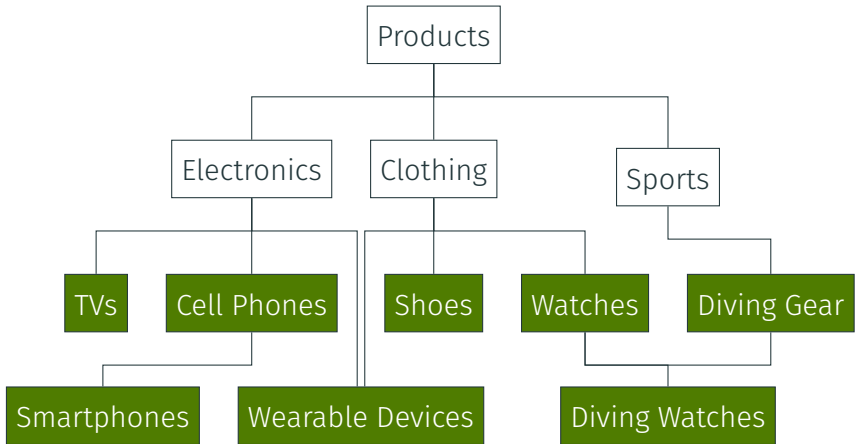 Products
Electronics
Clothing
Sports
TVs
Cell Phones
Shoes
Watches
Diving Gear
Smartphones
Wearable Devices
Diving Watches